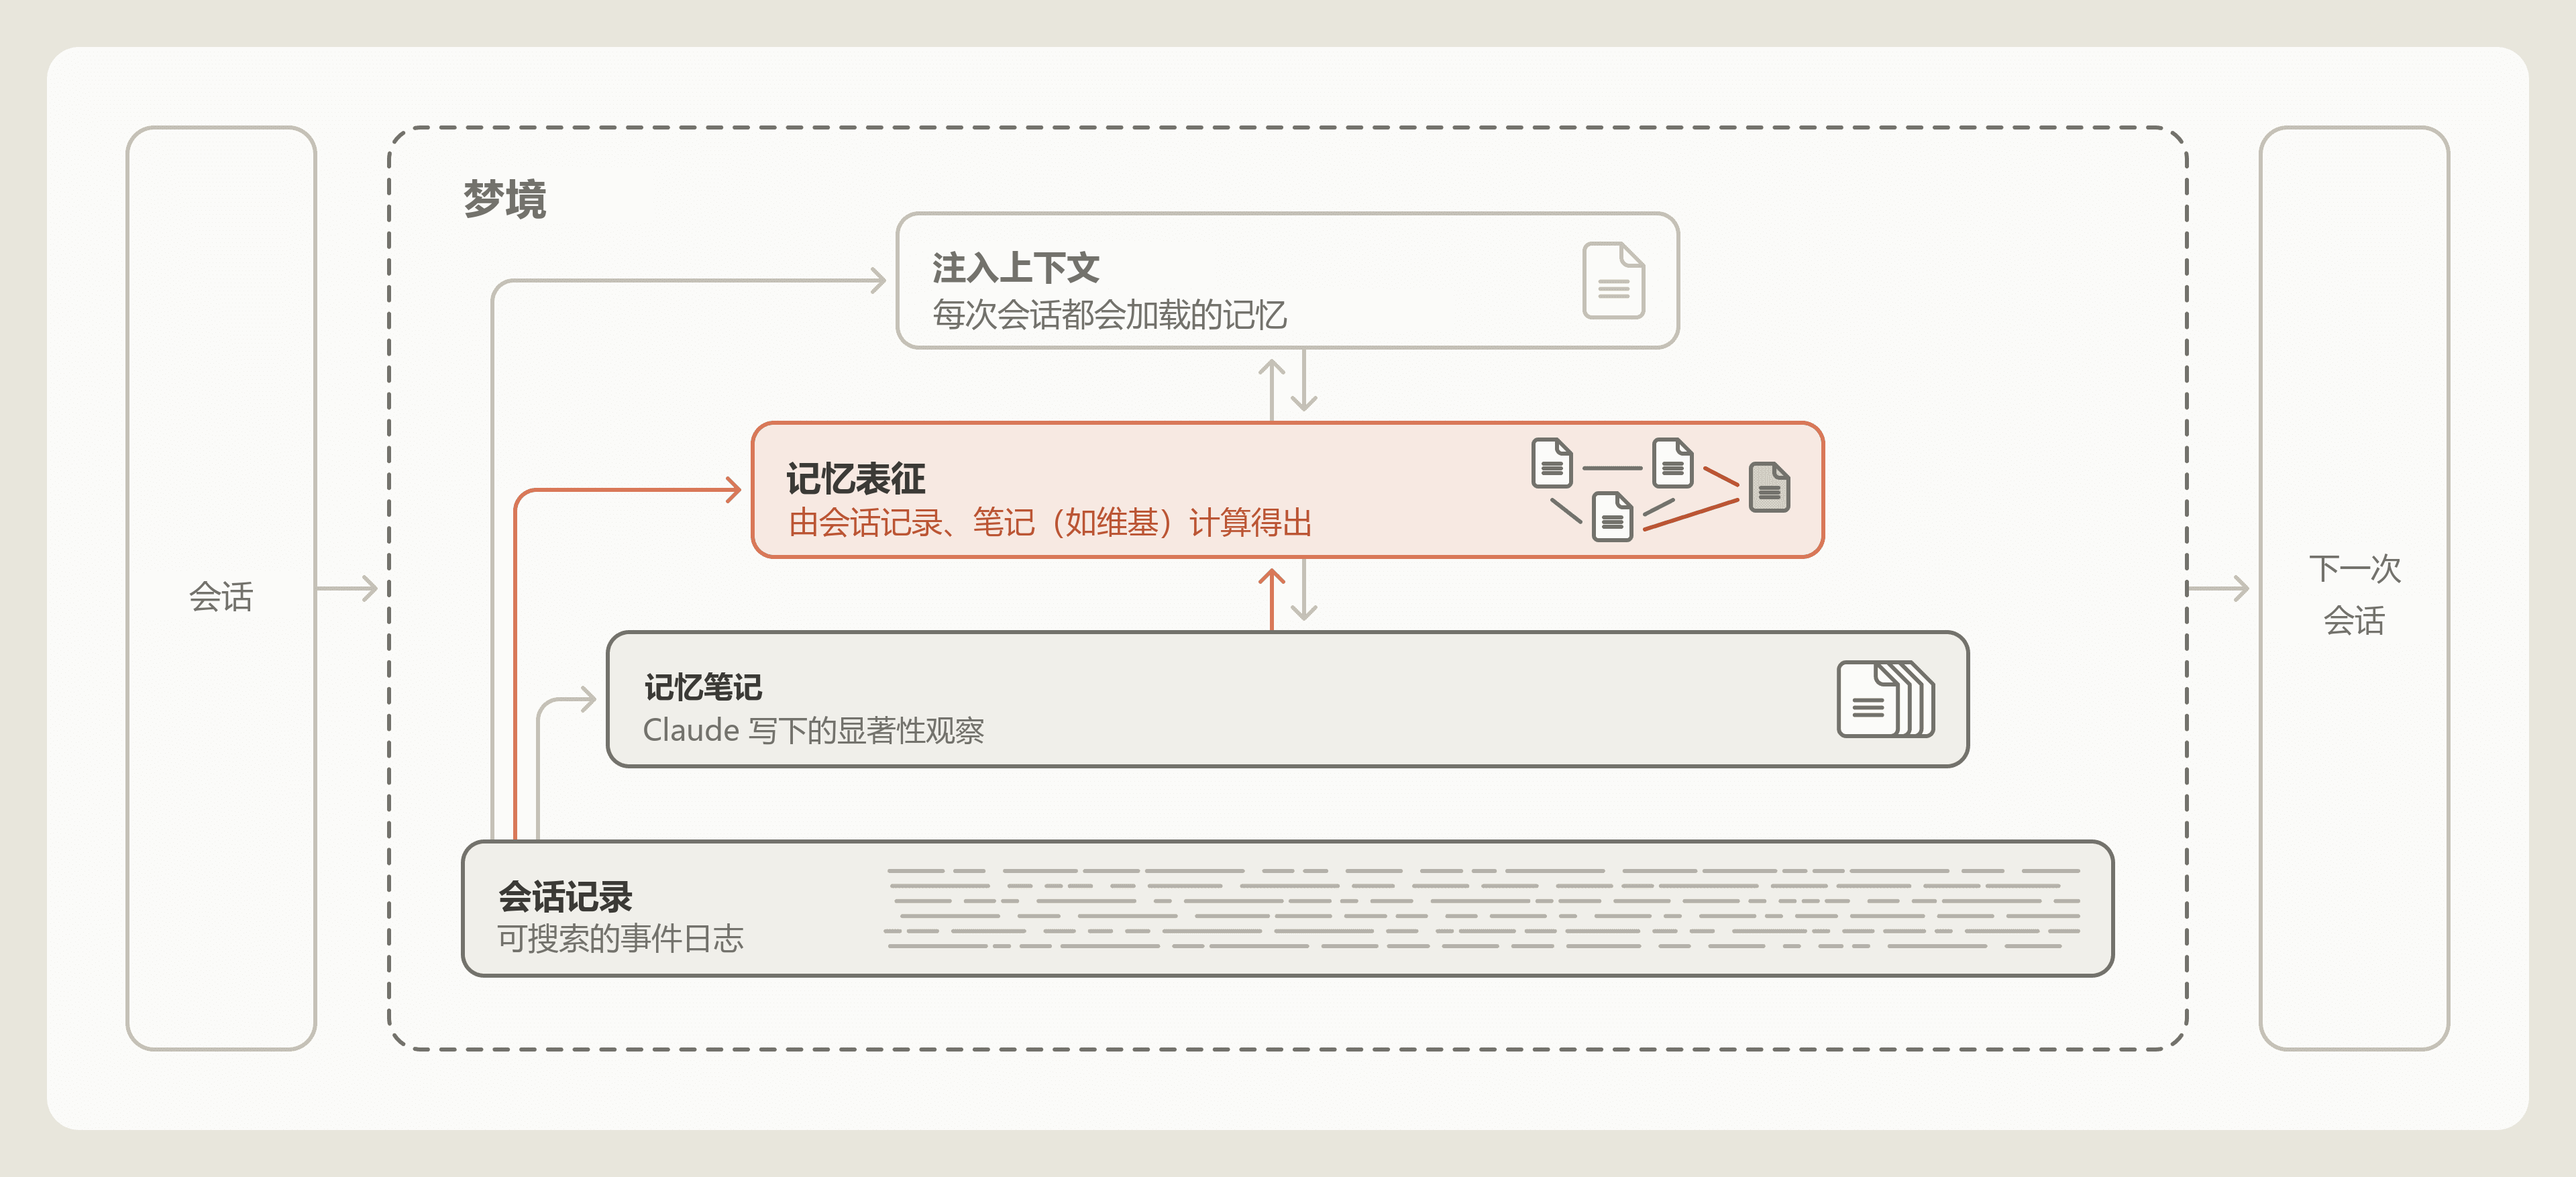 梦境
注入上下文
每次会话都会加载的记忆
记忆表征
由会话记录、笔记（如维基）计算得出
会话
下一次
会话
记忆笔记
Claude 写下的显著性观察
会话记录
可搜索的事件日志